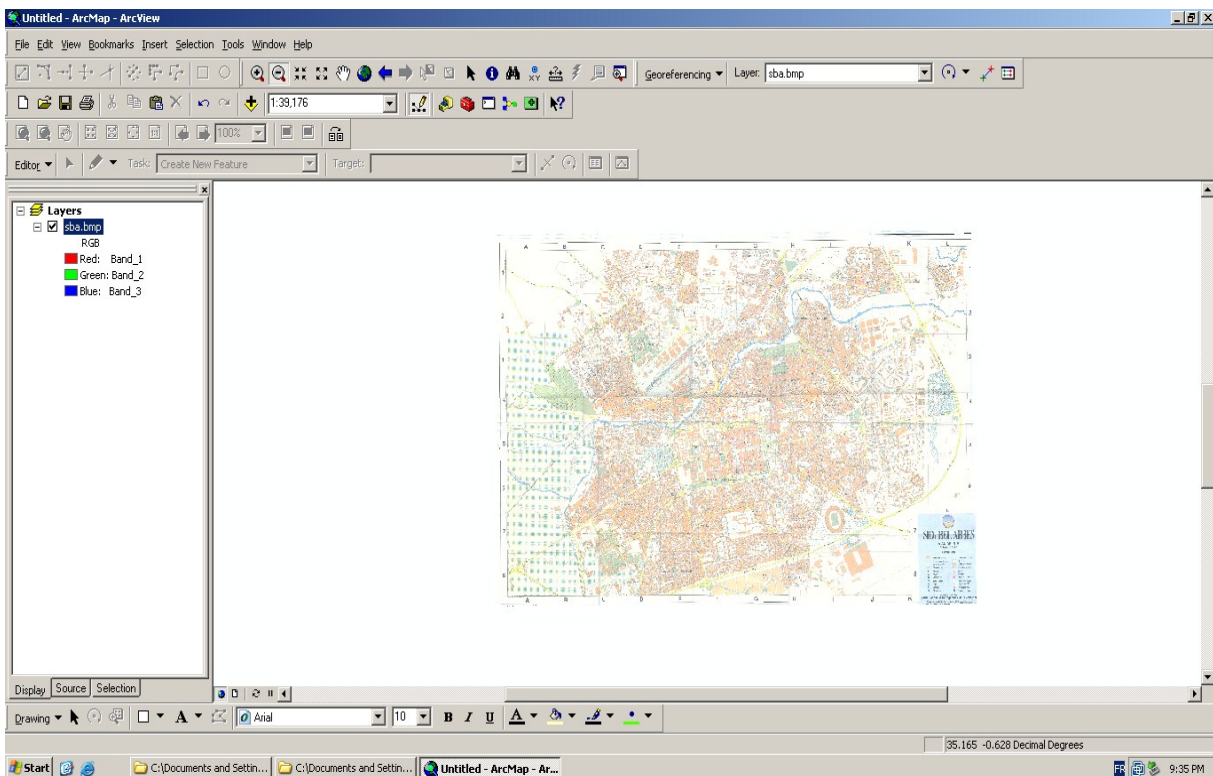 Untitled - ArcMap - ArcView
File Edit View Bookmarks Insert Selection Tools Window Help
Georeferencing Layer: sba.bmp
1:39,176
100%
Editor Task: Create New Feature Target:
Layers
sba.bmp
RGB
Red: Band_1
Green: Band_2
Blue: Band_3
SIDI BEL ABBES
Display Source Selection
Drawing A Arial 10 B I U A
35.165 -0.628 Decimal Degrees
Start C:\Documents and Settin... C:\Documents and Settin... Untitled - ArcMap - Ar... FR 9:35 PM